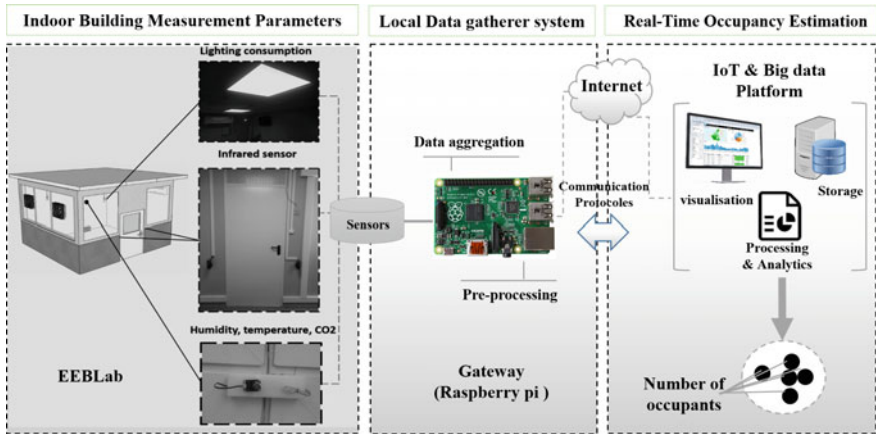 Indoor Building Measurement Parameters
Local Data gatherer system
Real-Time Occupancy Estimation
Lighting consumption
Infrared sensor
Humidity, temperature, CO2
EEBLab
Sensors
Data aggregation
Pre-processing
Gateway
(Raspberry pi )
Internet
Communication
Protocoles
IoT & Big data
Platform
visualisation
Storage
Processing
& Analytics
Number of
occupants